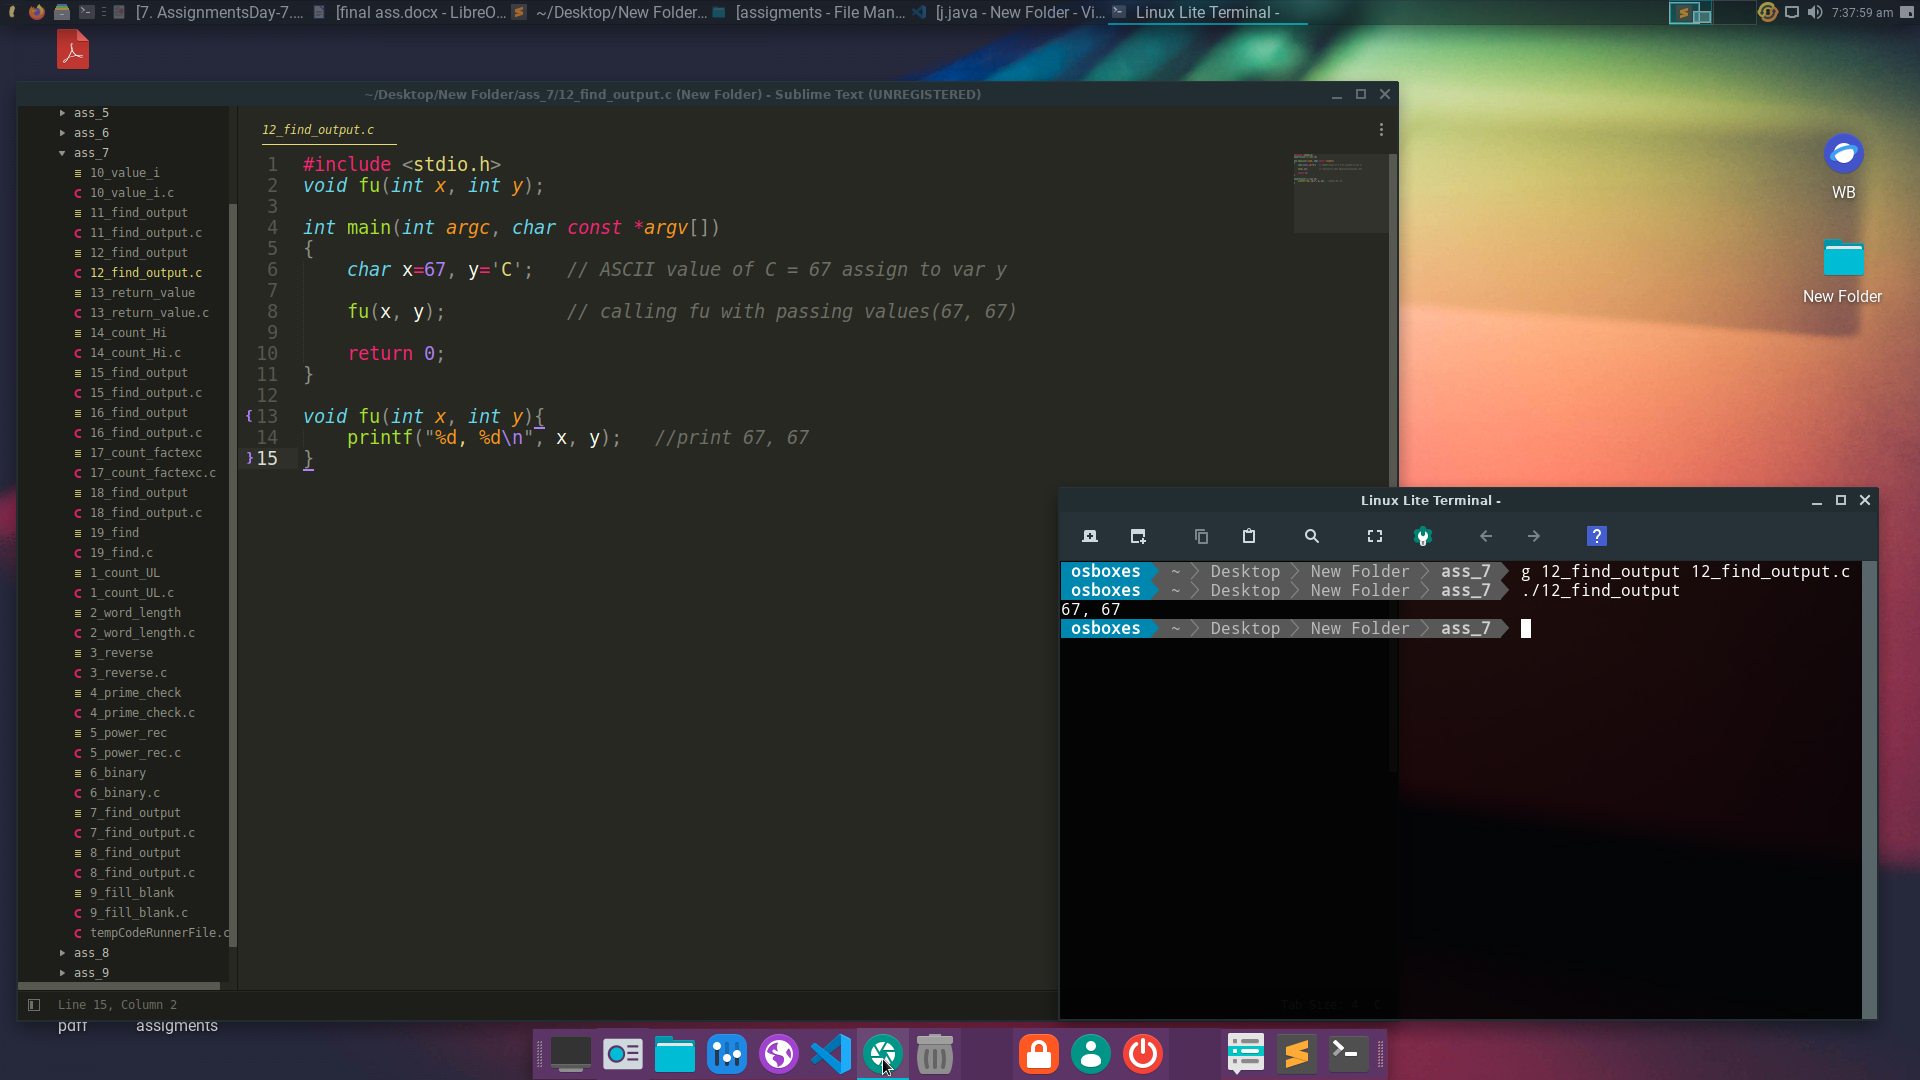 [7. AssignmentsDay-7....
[final ass.docx - LibreO...
~/Desktop/New Folder...
[assigments - File Man...
[j.java - New Folder - Vi...
Linux Lite Terminal -
7:37:59 am
~/Desktop/New Folder/ass_7/12_find_output.c (New Folder) - Sublime Text (UNREGISTERED)
ass_5
ass_6
ass_7
10_value_i
10_value_i.c
11_find_output
11_find_output.c
12_find_output
12_find_output.c
13_return_value
13_return_value.c
14_count_Hi
14_count_Hi.c
15_find_output
15_find_output.c
16_find_output
16_find_output.c
17_count_factexc
17_count_factexc.c
18_find_output
18_find_output.c
19_find
19_find.c
1_count_UL
1_count_UL.c
2_word_length
2_word_length.c
3_reverse
3_reverse.c
4_prime_check
4_prime_check.c
5_power_rec
5_power_rec.c
6_binary
6_binary.c
7_find_output
7_find_output.c
8_find_output
8_find_output.c
9_fill_blank
9_fill_blank.c
tempCodeRunnerFile.c
ass_8
ass_9
12_find_output.c
1 #include <stdio.h>
2 void fu(int x, int y);
3
4 int main(int argc, char const *argv[])
5 {
6 char x=67, y='C'; // ASCII value of C = 67 assign to var y
7
8 fu(x, y); // calling fu with passing values(67, 67)
9
10 return 0;
11 }
12
13 void fu(int x, int y){
14 printf("%d, %d\n", x, y); //print 67, 67
15 }
Line 15, Column 2
Tab Size: 4
C
Linux Lite Terminal -
osboxes ~ Desktop New Folder ass_7 g 12_find_output 12_find_output.c
osboxes ~ Desktop New Folder ass_7 ./12_find_output
67, 67
osboxes ~ Desktop New Folder ass_7
WB
New Folder
pdff
assigments